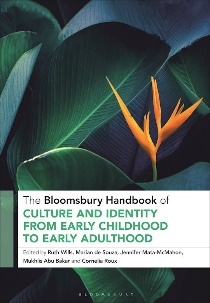 The Bloomsbury Handbook of
CULTURE AND IDENTITY
FROM EARLY CHILDHOOD
TO EARLY ADULTHOOD
Edited by Ruth Wills, Marian de Souza, Jennifer Mata-McMahon,
Mukhlis Abu Bakar and Cornelia Roux
BLOOMSBURY